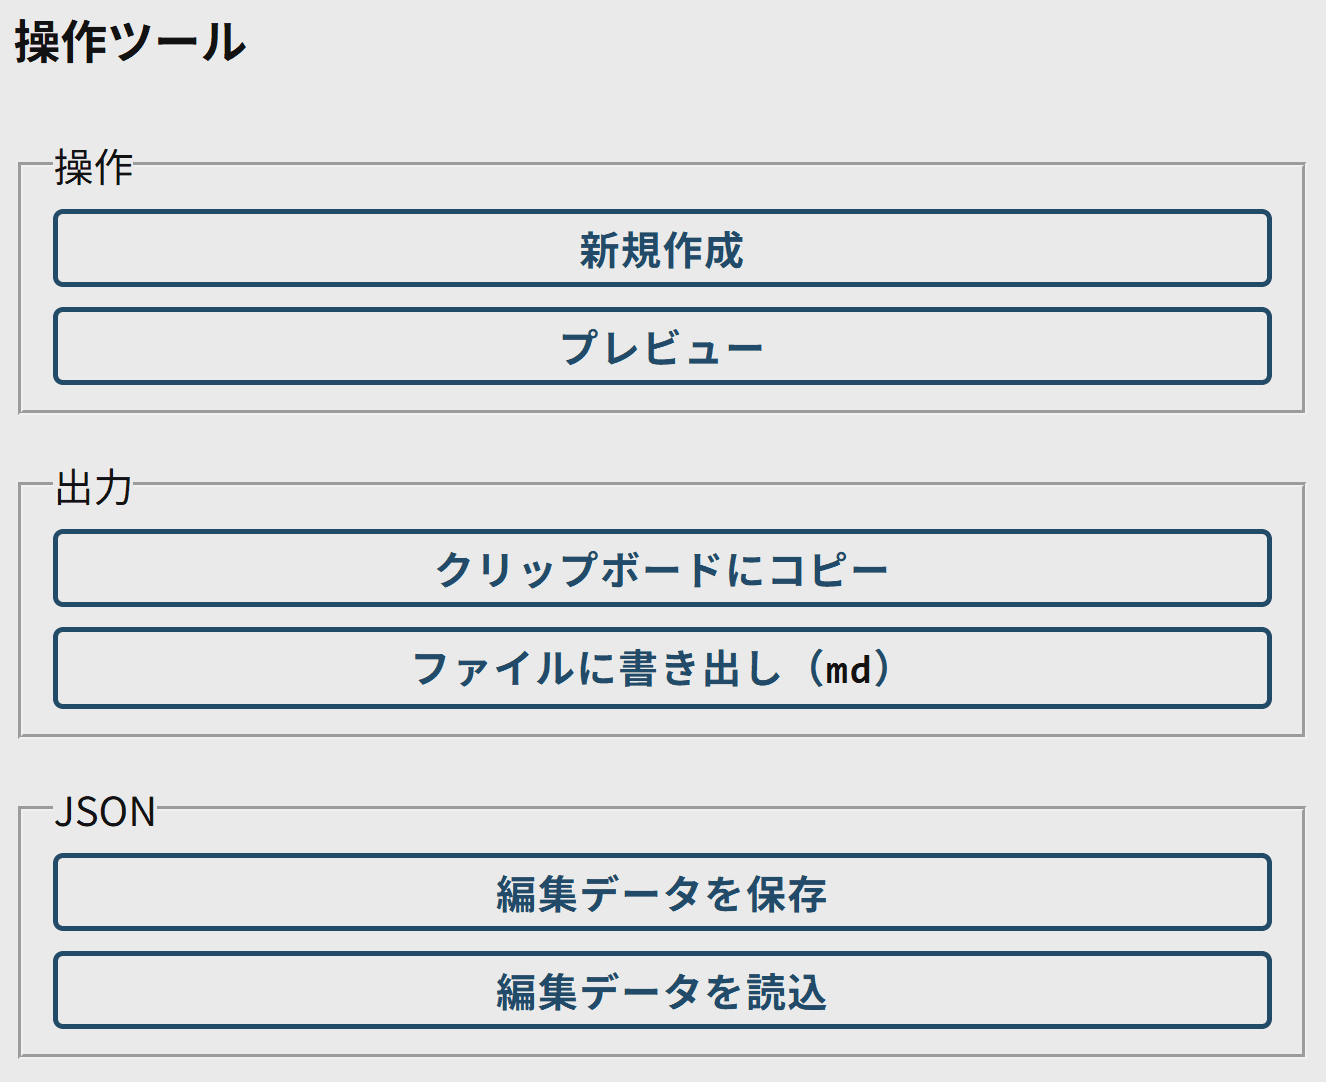 操作ツール
操作
新規作成
プレビュー
出力
クリップボードにコピー
ファイルに書き出し（md）
JSON
編集データを保存
編集データを読込